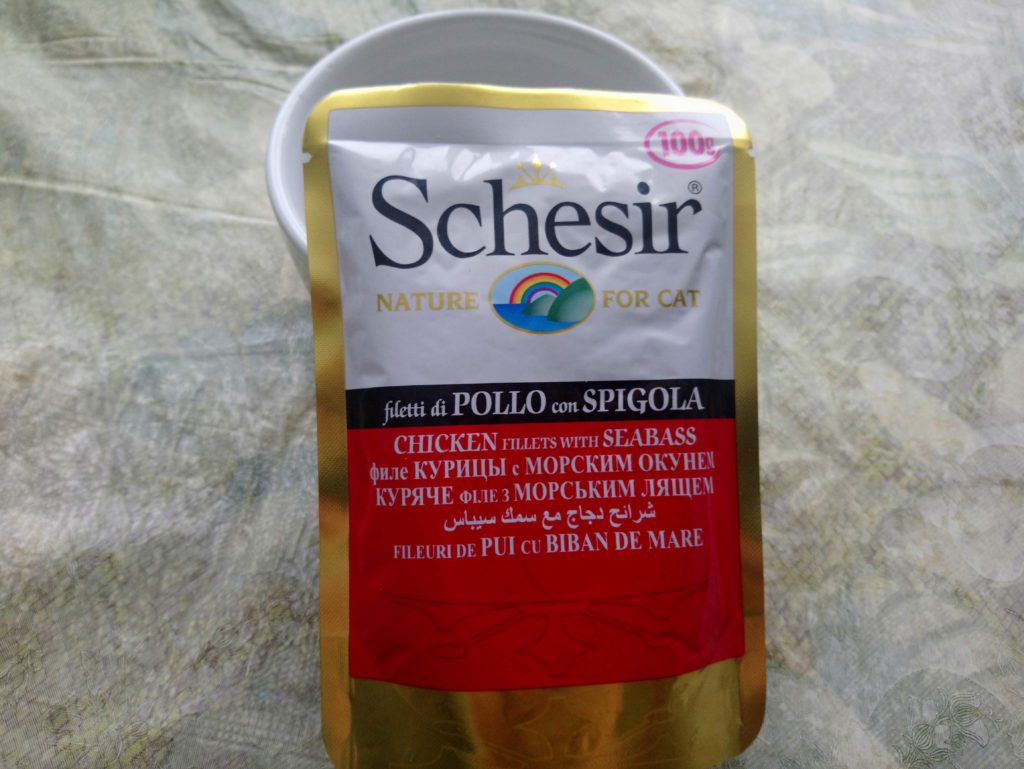 100g
Schesir®
NATURE FOR CAT
filetti di POLLO con SPIGOLA
CHICKEN FILLETS WITH SEABASS
филе КУРИЦЫ с МОРСКИМ ОКУНЕМ
КУРЯЧЕ ФІЛЕ З МОРСЬКИМ ЛЯЩЕМ
شرائح دجاج مع سمك سيباس
FILEURI DE PUI CU BIBAN DE MARE